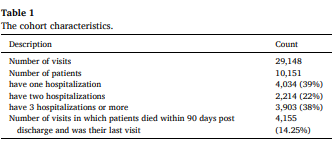 Table 1
The cohort characteristics.
Description Count
Number of visits 29,148
Number of patients 10,151
have one hospitalization 4,034 (39%)
have two hospitalizations 2,214 (22%)
have 3 hospitalizations or more 3,903 (38%)
Number of visits in which patients died within 90 days post 4,155
discharge and was their last visit (14.25%)